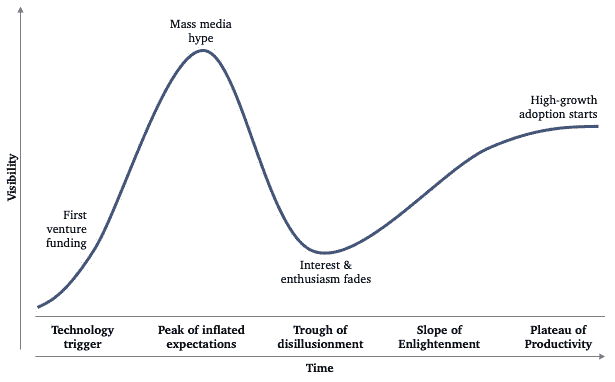 Mass media
hype
High-growth
adoption starts
Visibility
First
venture
funding
Interest &
enthusiasm fades
Technology
trigger
Peak of inflated
expectations
Trough of
disillusionment
Slope of
Enlightenment
Plateau of
Productivity
Time